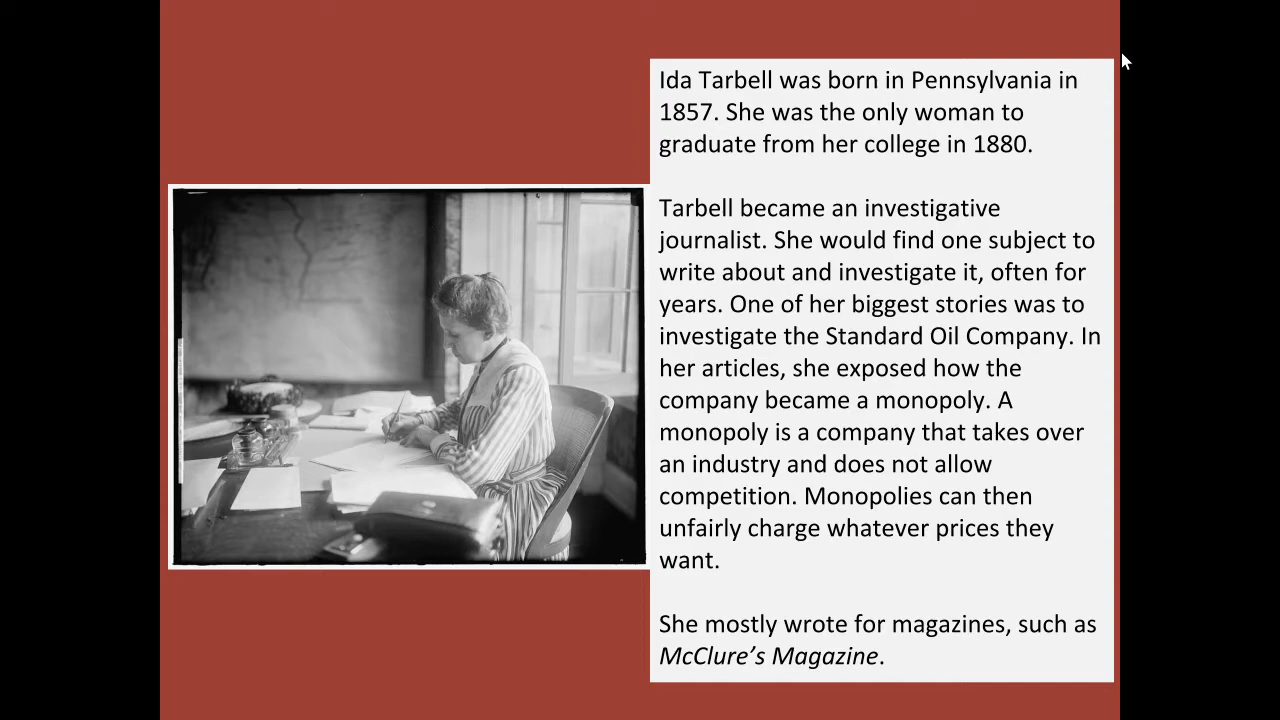 Ida Tarbell was born in Pennsylvania in
1857. She was the only woman to
graduate from her college in 1880.
Tarbell became an investigative
journalist. She would find one subject to
write about and investigate it, often for
years. One of her biggest stories was to
investigate the Standard Oil Company. In
her articles, she exposed how the
company became a monopoly. A
monopoly is a company that takes over
an industry and does not allow
competition. Monopolies can then
unfairly charge whatever prices they
want.
She mostly wrote for magazines, such as
McClure’s Magazine.